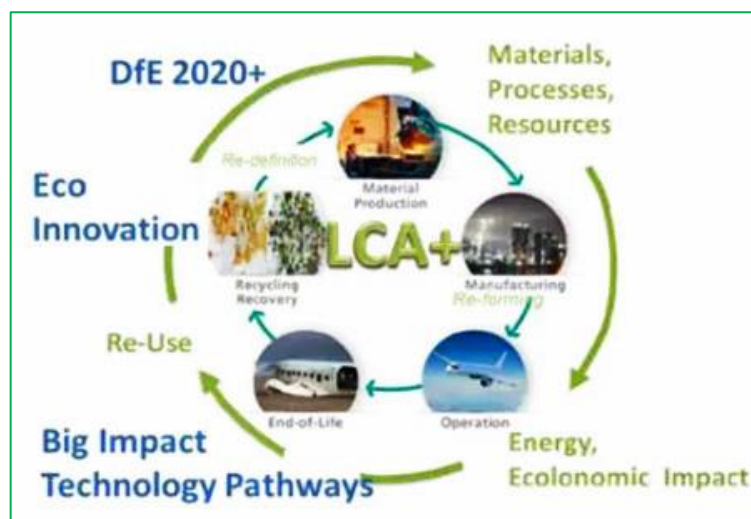 DfE 2020+
Materials,
Processes,
Resources
Re-definition
Material
Production
Eco
Innovation
LCA+
Recycling
Recovery
Manufacturing
Re-forming
Re-Use
End-of-Life
Operation
Big Impact
Technology Pathways
Energy,
Ecolonomic Impact